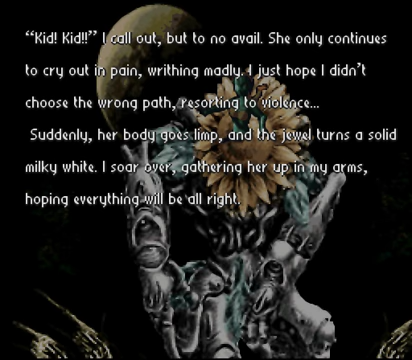 “Kid! Kid!!” I call out, but to no avail. She only continues
to cry out in pain, writhing madly. I just hope I didn't
choose the wrong path, resorting to violence...
Suddenly, her body goes limp, and the jewel turns a solid
milky white. I soar over, gathering her up in my arms,
hoping everything will be all right.